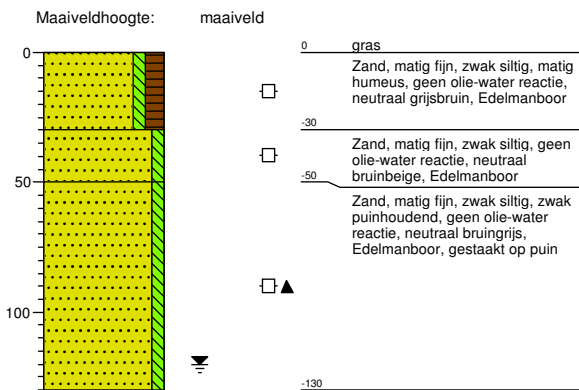 Maaiveldhoogte: maaiveld
0
50
100
0
gras
Zand, matig fijn, zwak siltig, matig
humeus, geen olie-water reactie,
neutraal grijsbruin, Edelmanboor
-30
Zand, matig fijn, zwak siltig, geen
olie-water reactie, neutraal
bruinbeige, Edelmanboor
-50
Zand, matig fijn, zwak siltig, zwak
puinhoudend, geen olie-water
reactie, neutraal bruingrijs,
Edelmanboor, gestaakt op puin
-130